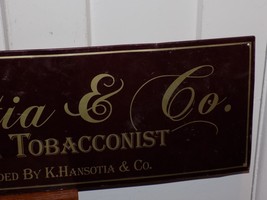 tia & Co.
Tobacconist
ded By K.Hansotia & Co.